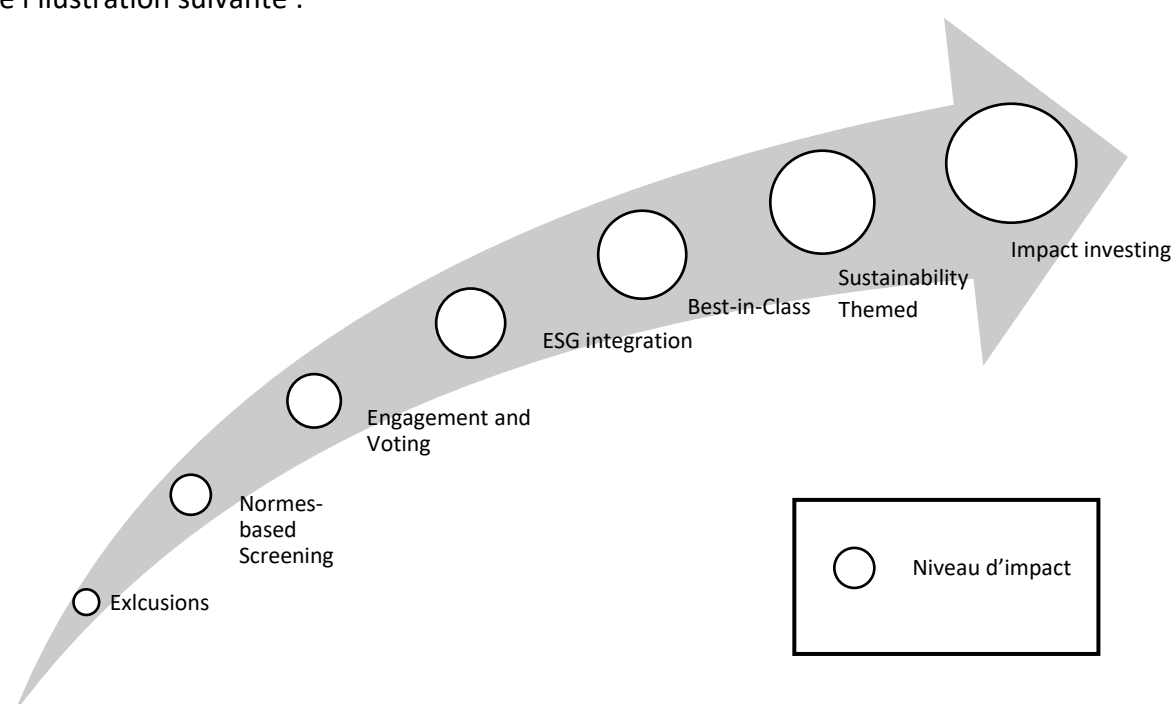 e l'illustration suivante :
Impact investing
Sustainability
Themed
Best-in-Class
ESG integration
Engagement and
Voting
Normes-
based
Screening
Exlcusions
Niveau d'impact